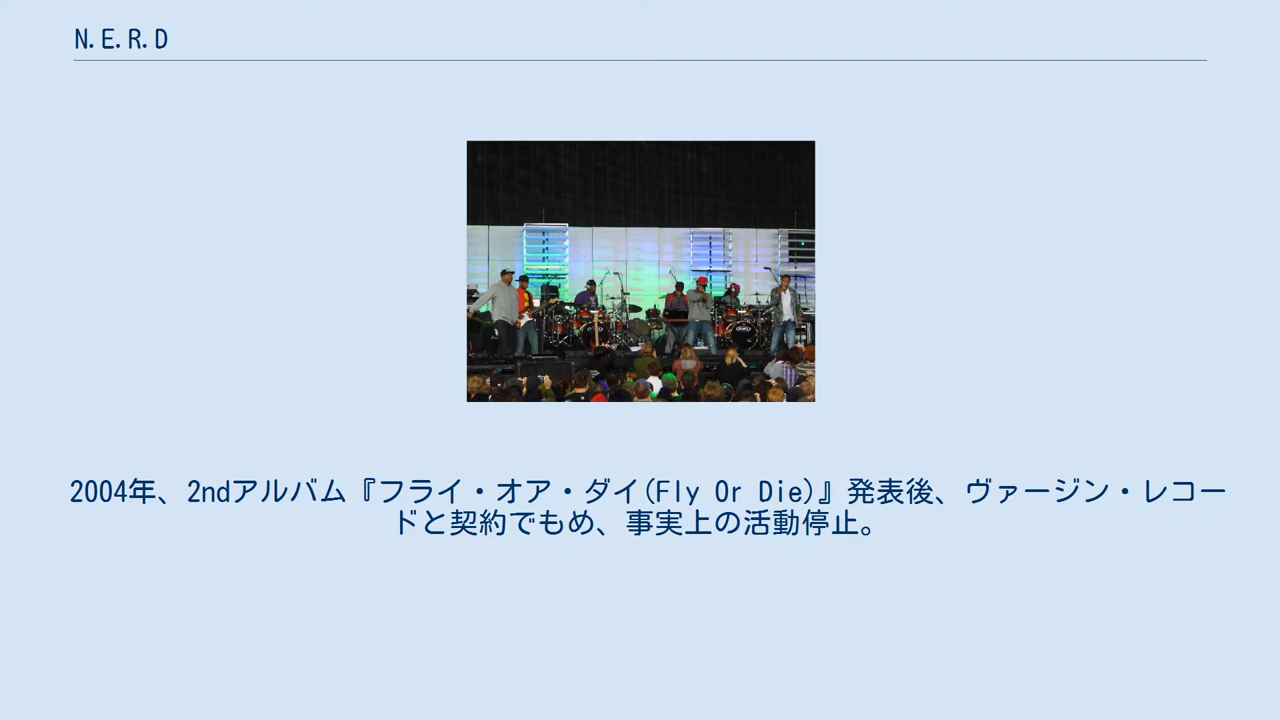 N.E.R.D
2004年、2ndアルバム『フライ・オア・ダイ(Fly Or Die)』発表後、ヴァージン・レコー
ドと契約でもめ、事実上の活動停止。